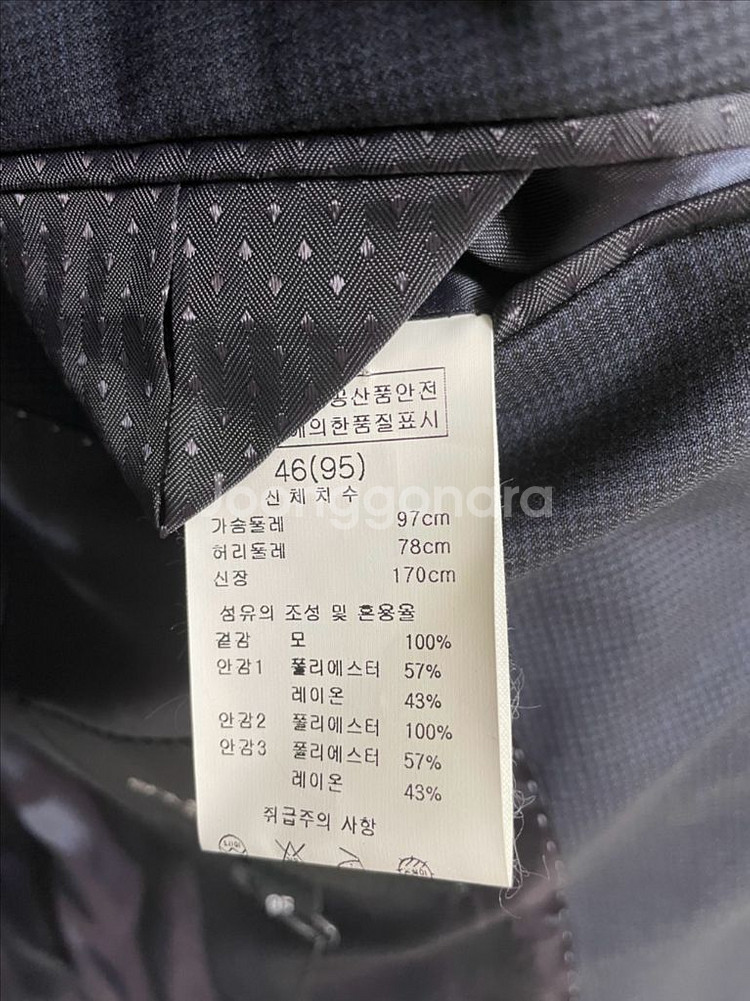 공산품안전
의한품질표시
46(95)
신체치수
joonggonara
가슴둘레 97cm
허리둘레 78cm
신장 170cm
섬유의 조성 및 혼용율
겉감 모 100%
안감1 폴리에스터 57%
레이온 43%
안감2 폴리에스터 100%
안감3 폴리에스터 57%
레이온 43%
취급주의 사항